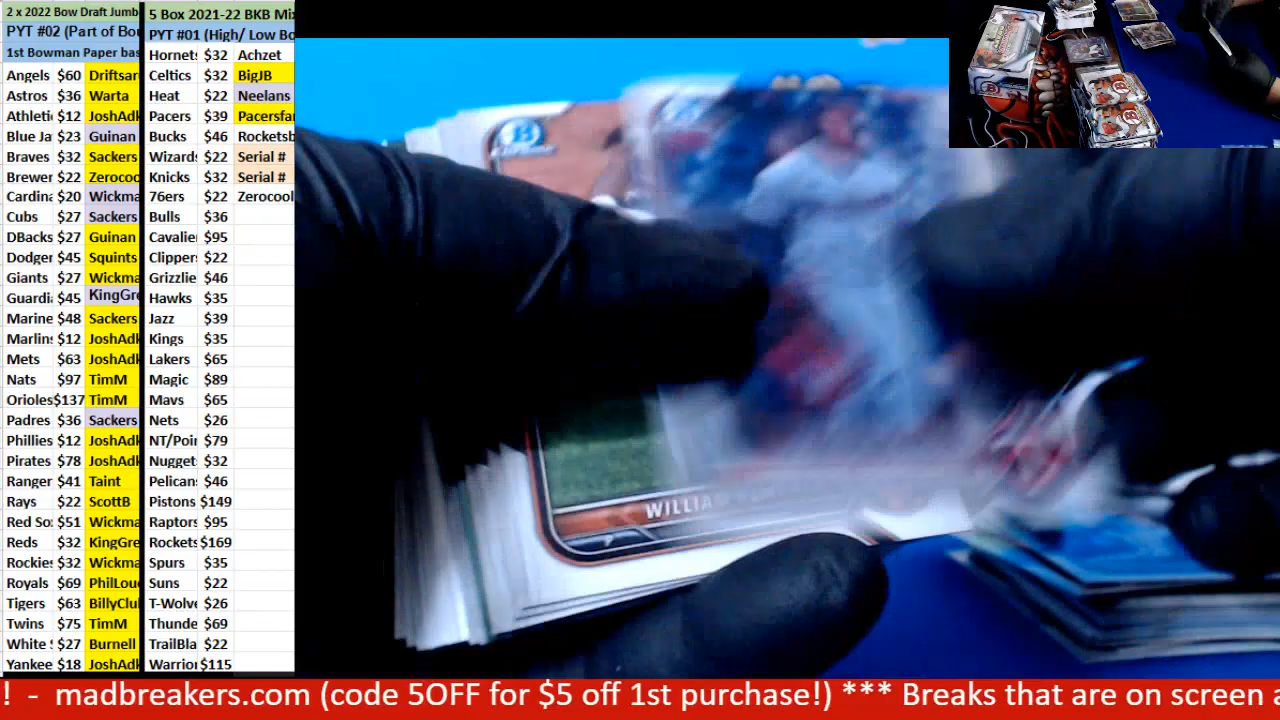 2 x 2022 Bow Draft Jumb
PYT #02 (Part of Bou
1st Bowman Paper bas
Angels $60 Driftsar
Astros $36 Warta
Athleti $12 JoshAdk
Blue Ja $23 Guinan
Braves $32 Sackers
Brewer $22 Zerocoo
Cardina $20 Wickma
Cubs $27 Sackers
DBacks $27 Guinan
Dodger $45 Squints
Giants $27 Wickma
Guardi $45 KingGre
Marine $48 Sackers
Marlins $12 JoshAdk
Mets $63 JoshAdk
Nats $97 TimM
Orioles $137 TimM
Padres $36 Sackers
Phillies $12 JoshAdk
Pirates $78 JoshAdk
Ranger $41 Taint
Rays $22 ScottB
Red So $51 Wickma
Reds $32 KingGre
Rockie $32 Wickma
Royals $69 PhilLou
Tigers $63 BillyClu
Twins $75 TimM
White $27 Burnell
Yankee $18 JoshAdk
5 Box 2021-22 BKB Mix
PYT #01 (High/ Low Bo
Hornet $32 Achzet
Celtics $32 BigJB
Heat $22 Neelans
Pacers $39 Pacersfa
Bucks $46 Rocketsb
Wizard $22 Serial #
Knicks $32 Serial #
76ers $22 Zerocool
Bulls $36
Cavalie $95
Clipper $22
Grizzlie $46
Hawks $35
Jazz $39
Kings $35
Lakers $65
Magic $89
Mavs $65
Nets $26
NT/Poin $79
Nugget $32
Pelican $46
Pistons $149
Raptors $95
Rockets $169
Spurs $35
Suns $22
T-Wolve $26
Thunde $69
TrailBla $22
Warrio $115
WILLIA
! - madbreakers.com (code 5OFF for $5 off 1st purchase!) *** Breaks that are on screen a